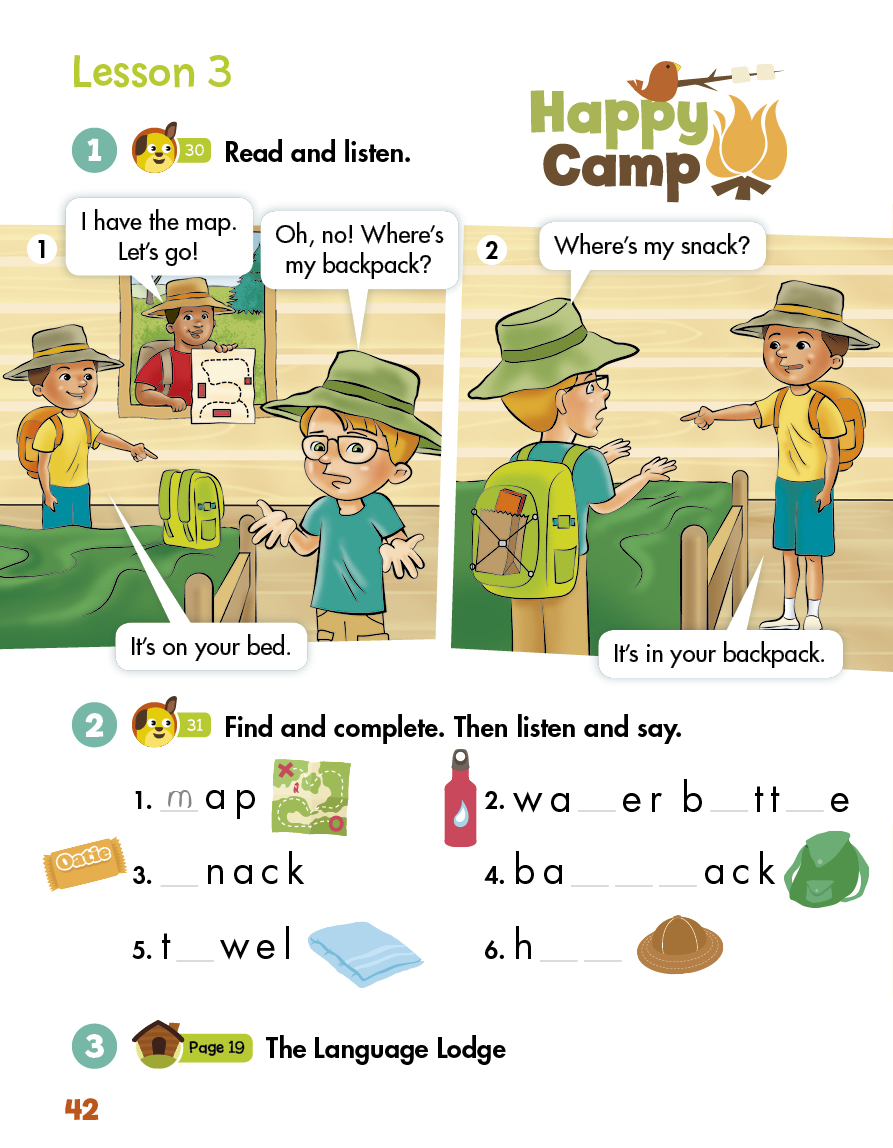 Lesson 3
Happy
Camp
1 30 Read and listen.
1
I have the map.
Let's go!
Oh, no! Where's
my backpack?
It's on your bed.
2
Where's my snack?
It's in your backpack.
2 31 Find and complete. Then listen and say.
1. m a p
2. w a __ e r b __ t t __ e
Oatie
3. __ n a c k
4. b a __ __ __ a c k
5. t __ w e l
6. h __ __
3 Page 19 The Language Lodge
42